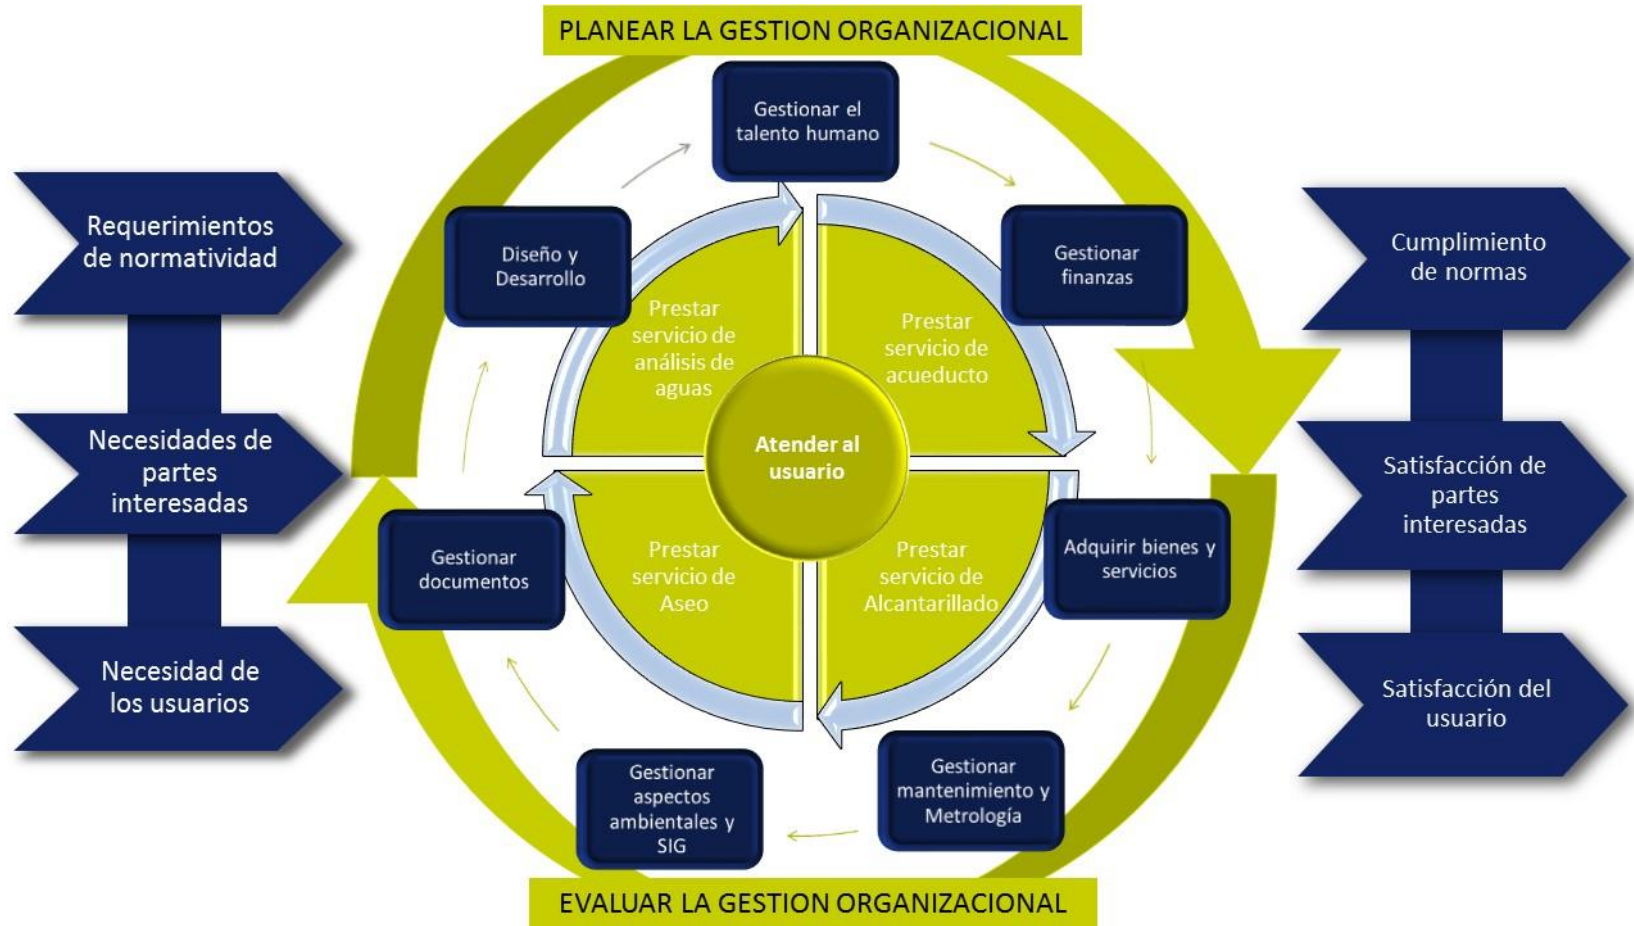 PLANEAR LA GESTION ORGANIZACIONAL
Gestionar el
talento humano
Requerimientos
de normatividad
Necesidades de
partes
interesadas
Necesidad de
los usuarios
Diseño y
Desarrollo
Gestionar
finanzas
Prestar
servicio de
análisis de
aguas
Prestar
servicio de
acueducto
Atender al
usuario
Gestionar
documentos
Prestar
servicio de
Aseo
Prestar
servicio de
Alcantarillado
Adquirir bienes y
servicios
Gestionar
aspectos
ambientales y
SIG
Gestionar
mantenimiento y
Metrología
Cumplimiento
de normas
Satisfacción de
partes
interesadas
Satisfacción del
usuario
EVALUAR LA GESTION ORGANIZACIONAL